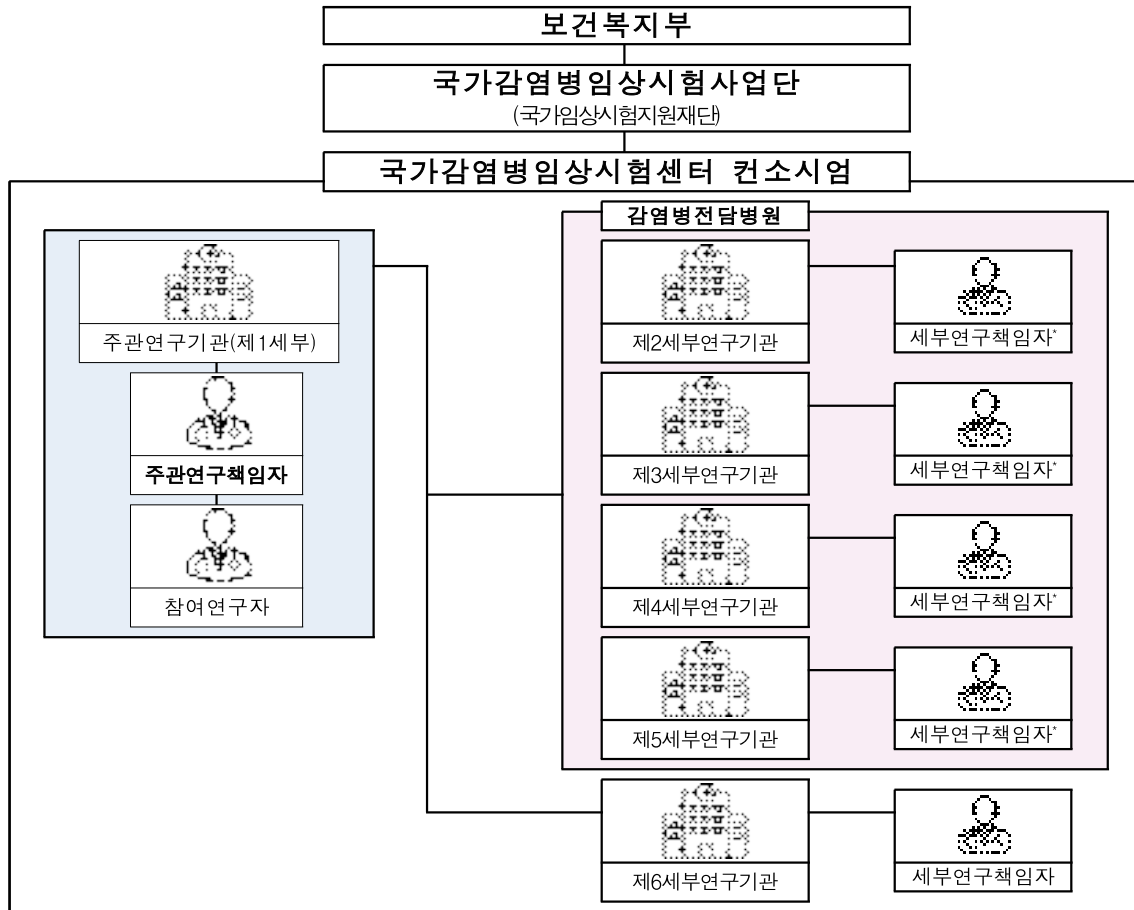 보건복지부
국가감염병임상시험사업단
(국가임상시험지원재단)
국가감염병임상시험센터 컨소시엄
주관연구기관(제1세부)
주관연구책임자
참여연구자
감염병전담병원
제2세부연구기관
세부연구책임자*
제3세부연구기관
세부연구책임자*
제4세부연구기관
세부연구책임자*
제5세부연구기관
세부연구책임자*
제6세부연구기관
세부연구책임자